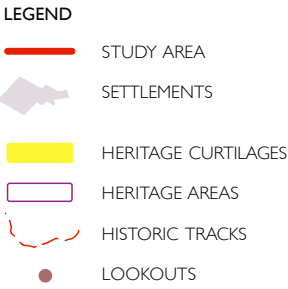 LEGEND
STUDY AREA
SETTLEMENTS
HERITAGE CURTILAGES
HERITAGE AREAS
HISTORIC TRACKS
LOOKOUTS